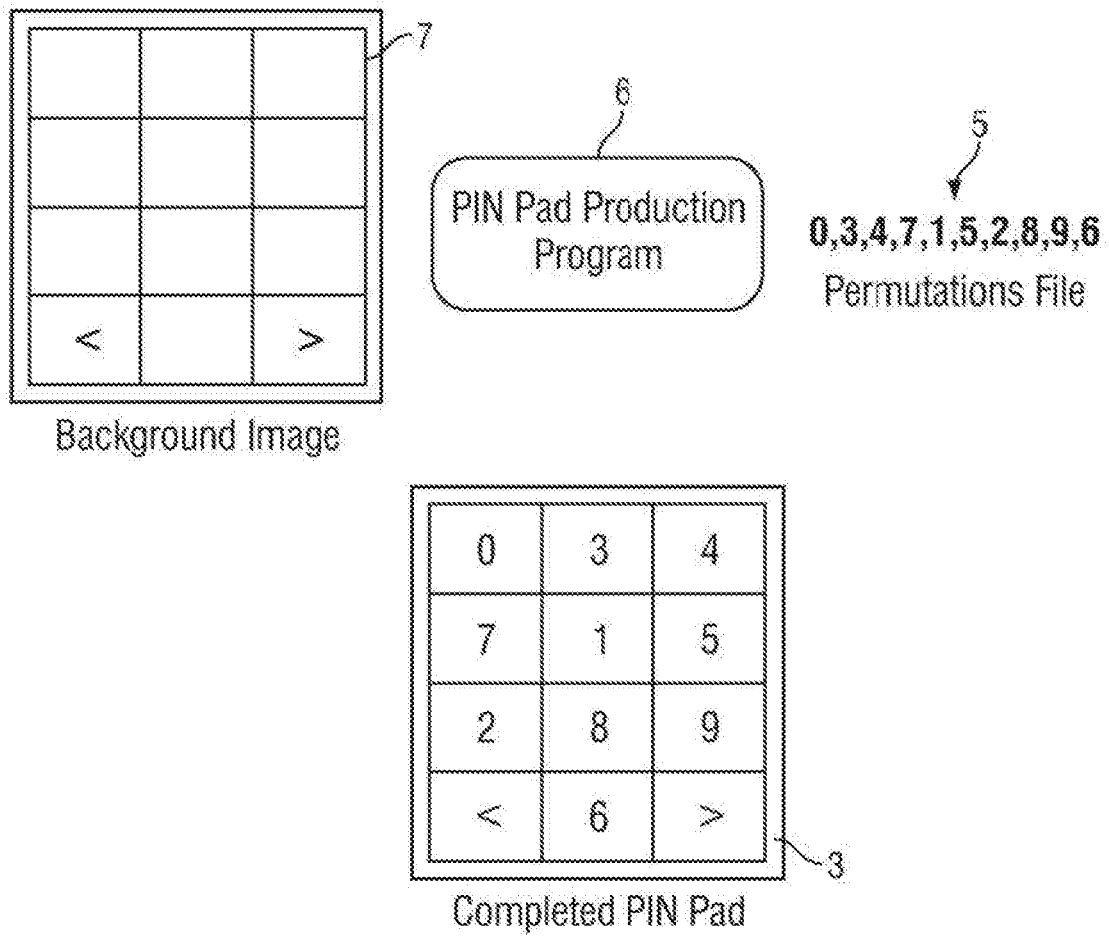 7
< >
Background Image
6
PIN Pad Production
Program
5
0,3,4,7,1,5,2,8,9,6
Permutations File
0 3 4
7 1 5
2 8 9
< 6 >
3
Completed PIN Pad